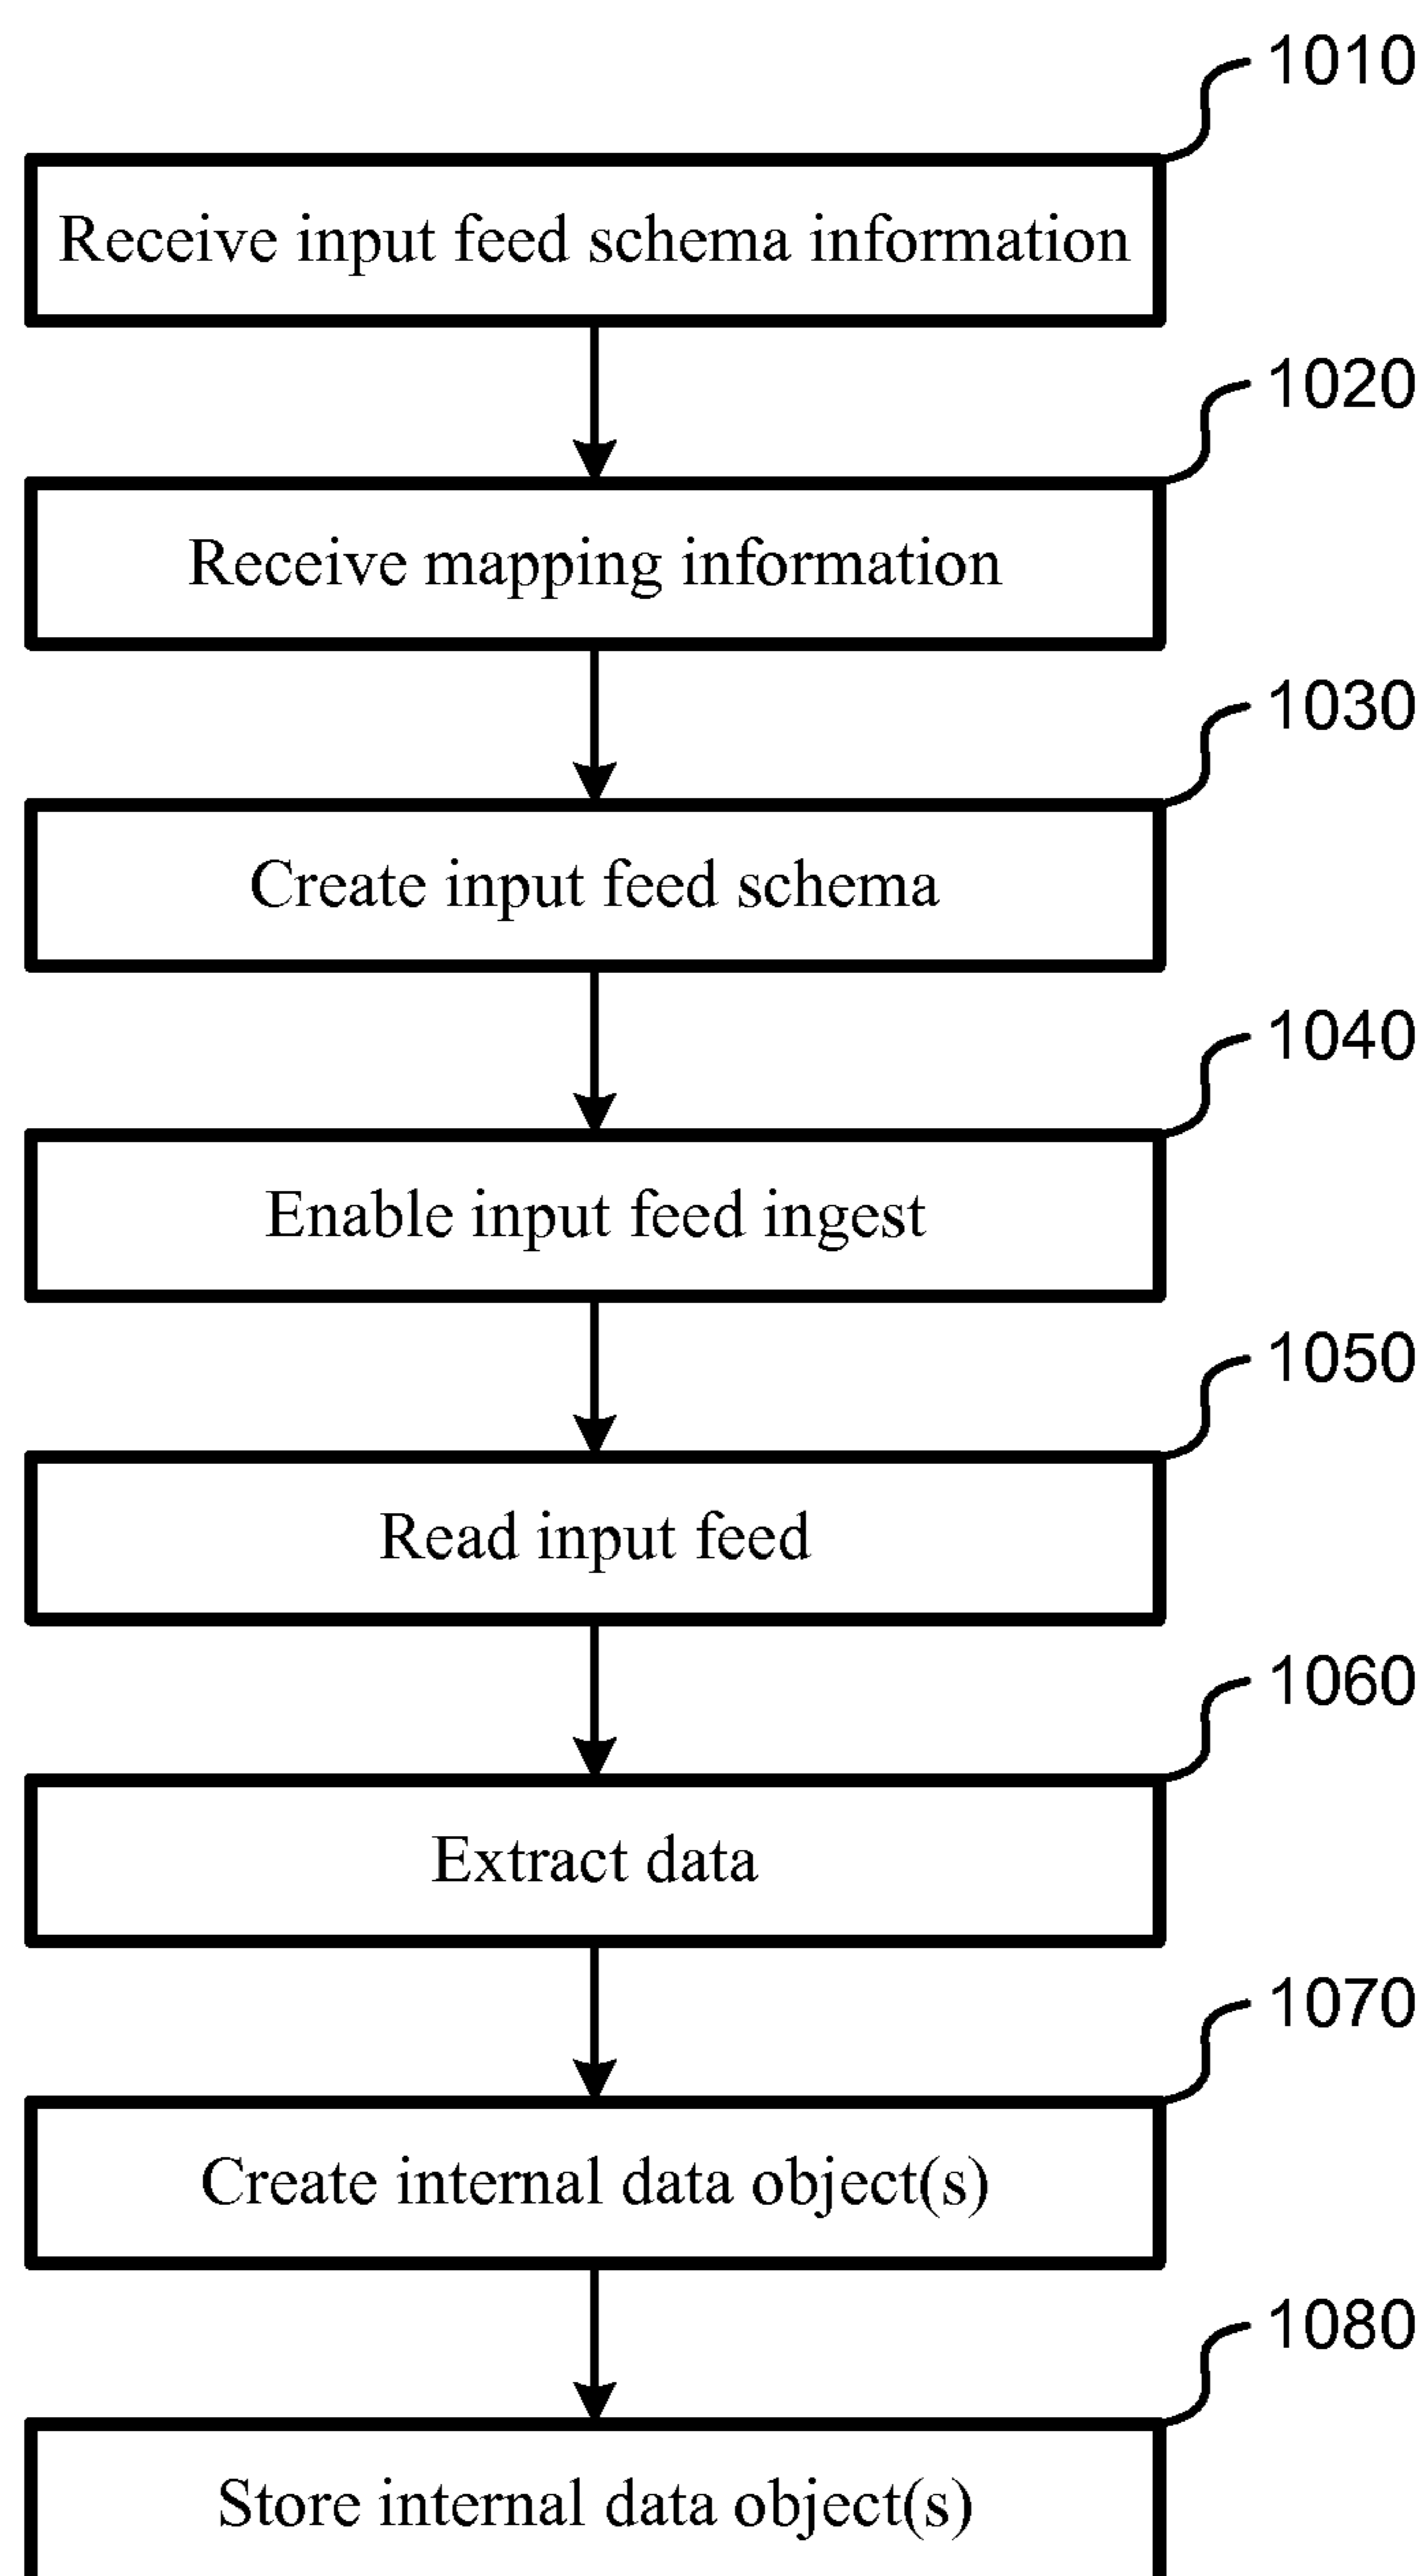 1010
Receive input feed schema information
1020
Receive mapping information
1030
Create input feed schema
1040
Enable input feed ingest
1050
Read input feed
1060
Extract data
1070
Create internal data object(s)
1080
Store internal data object(s)